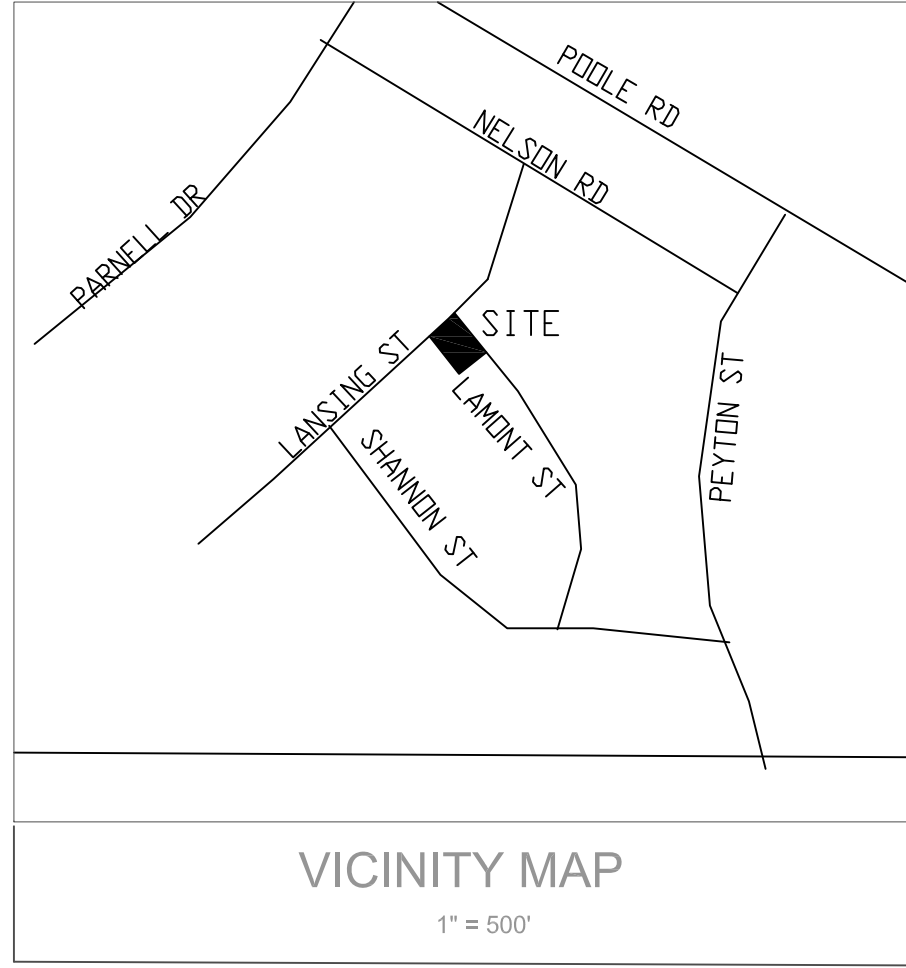 POOLE RD
NELSON RD
PARNELL DR
SITE
LANSING ST
LAMONT ST
PEYTON ST
SHANNON ST
VICINITY MAP
1" = 500'